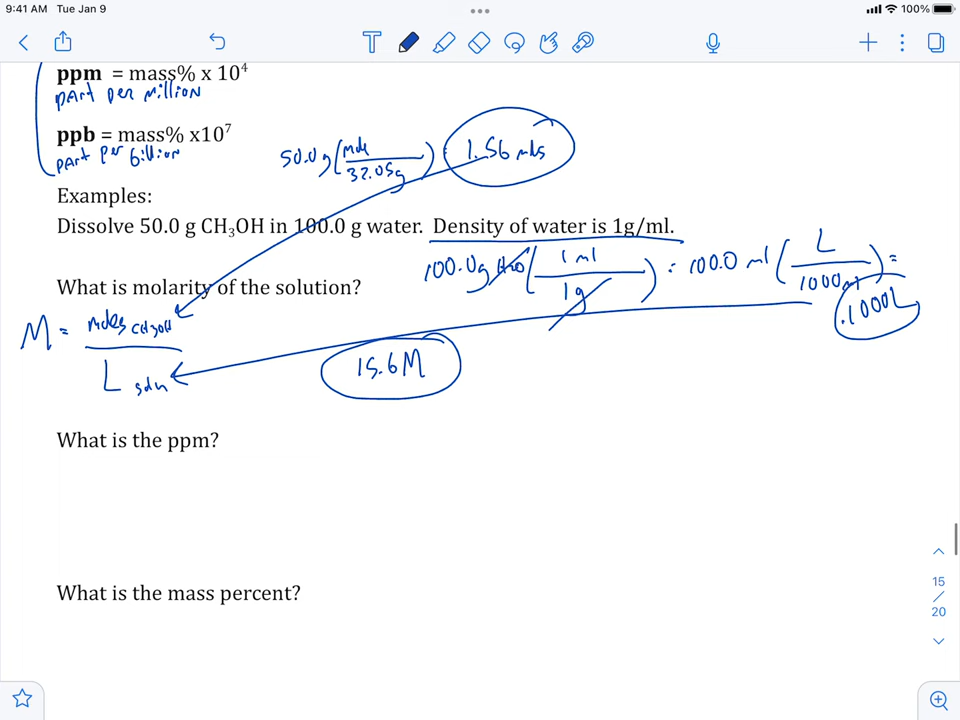 9:41 AM Tue Jan 9
100%
ppm = mass% x 10⁴
part per million
ppb = mass% x10⁷
part per billion
50.0g (mole / 32.05g) = 1.56 mols
Examples:
Dissolve 50.0 g CH₃OH in 100.0 g water. Density of water is 1g/ml.
100.0g H2O (1 ml / 1g) = 100.0 ml (L / 1000ml) = .1000L
What is molarity of the solution?
M = moles CH3OH / L soln
15.6 M
What is the ppm?
What is the mass percent?
15
/
20